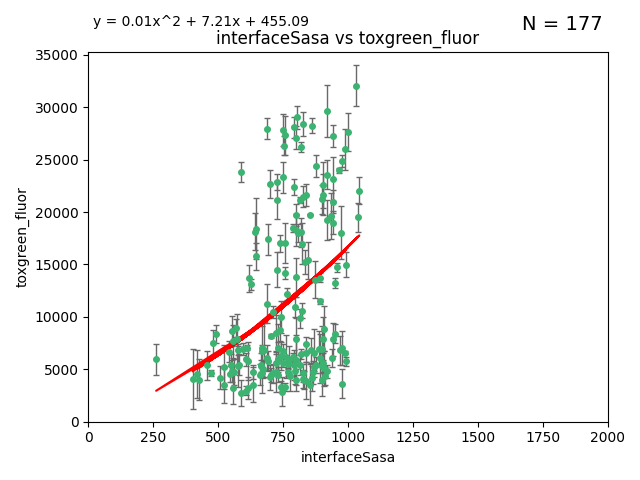 y = 0.01x^2 + 7.21x + 455.09
N = 177
interfaceSasa vs toxgreen_fluor
35000
30000
25000
20000
15000
10000
5000
0
toxgreen_fluor
0 250 500 750 1000 1250 1500 1750 2000
interfaceSasa